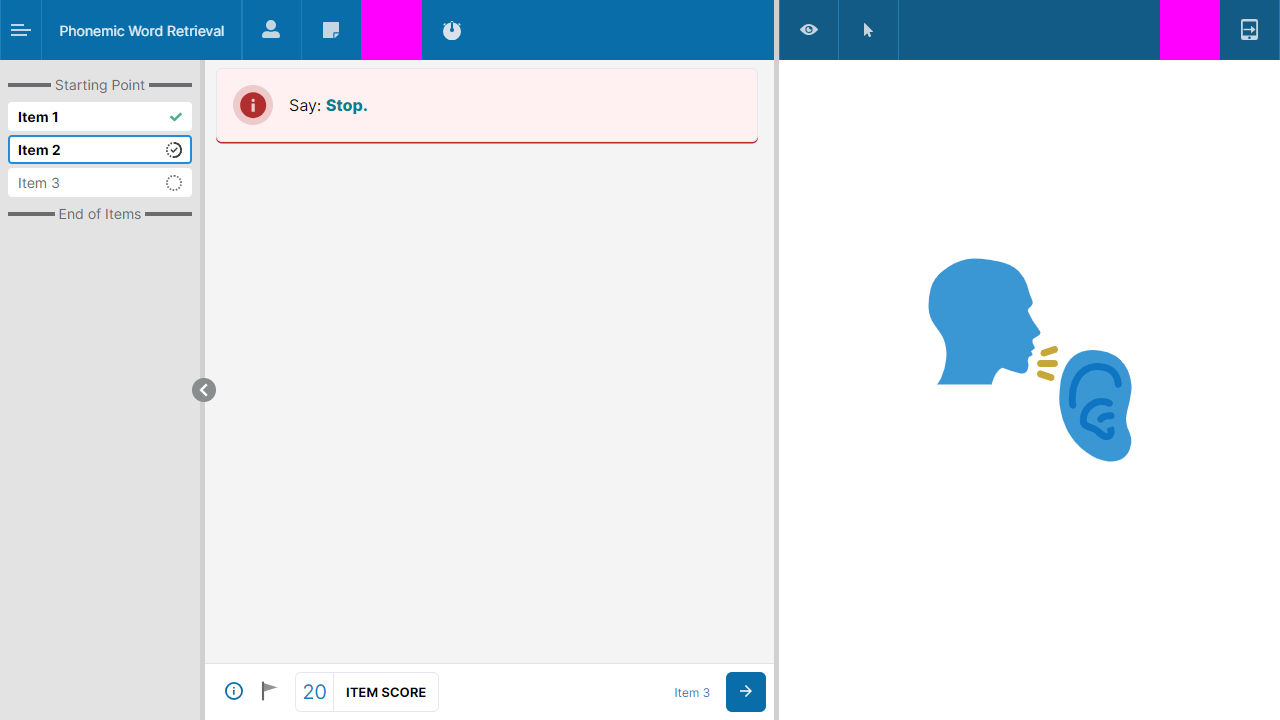 Phonemic Word Retrieval
Starting Point
Item 1
Item 2
Item 3
End of Items
Say: Stop.
20 ITEM SCORE
Item 3